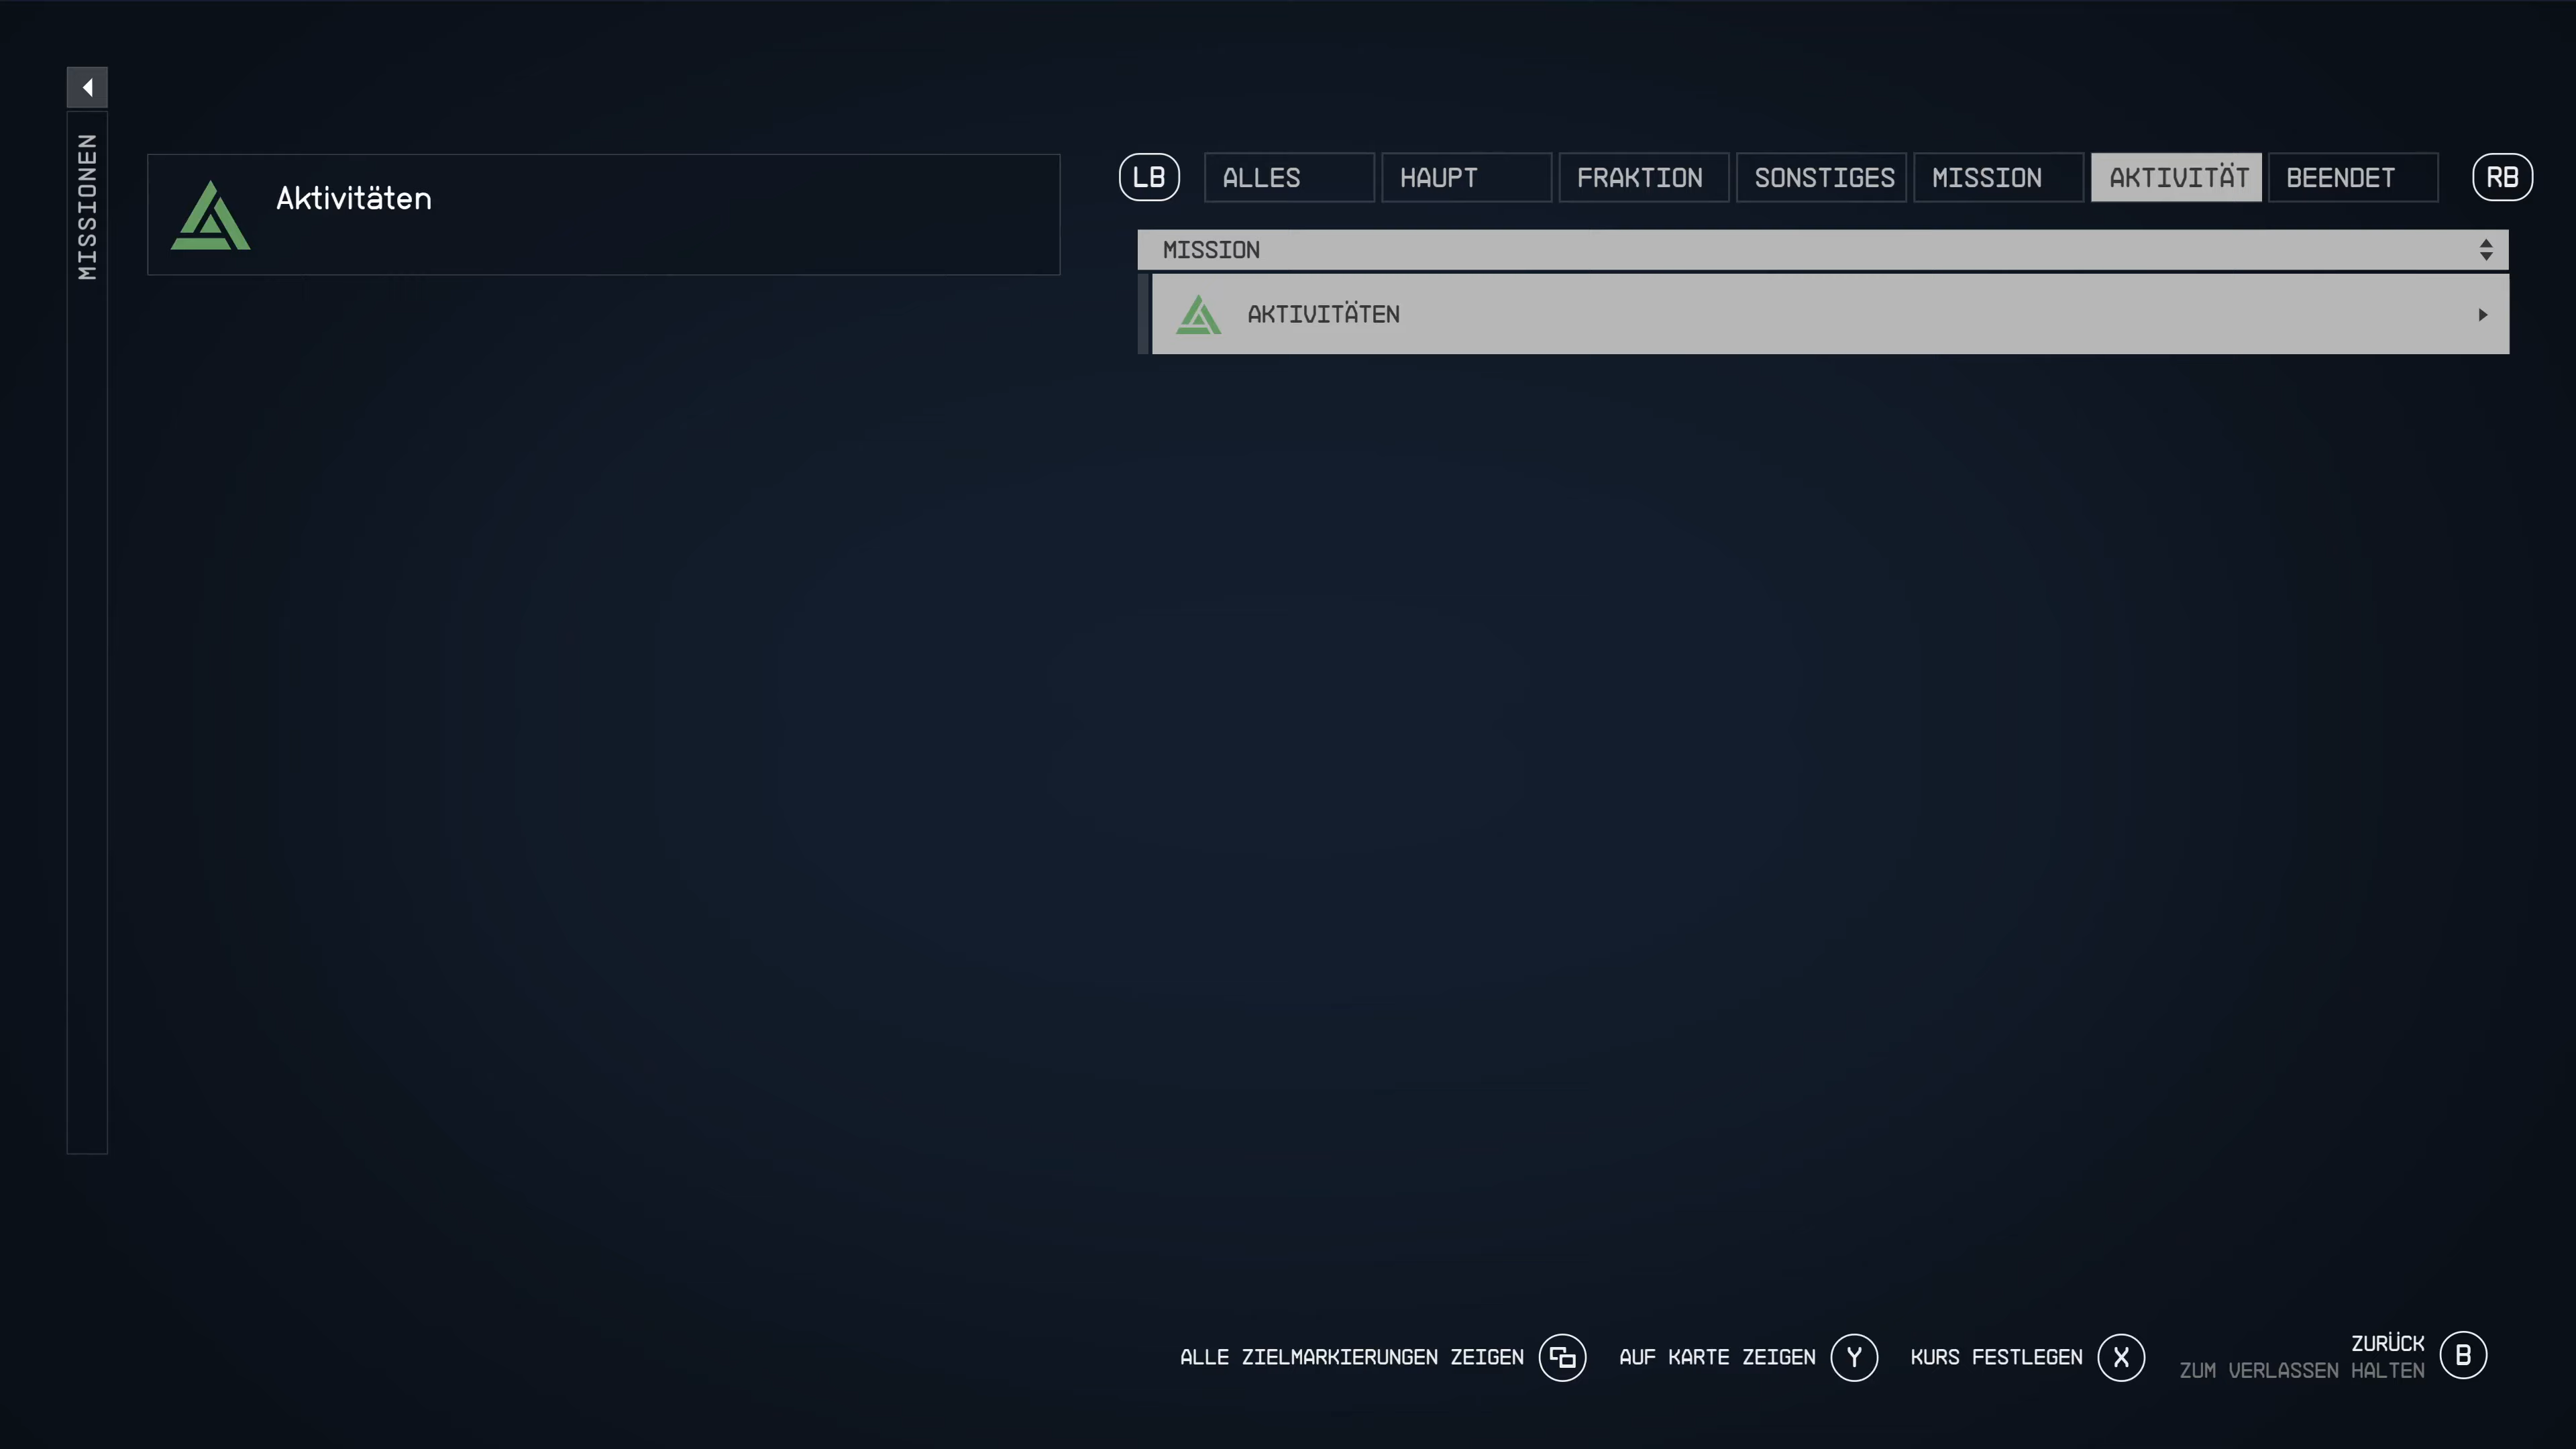 MISSIONEN
Aktivitäten
LB
ALLES
HAUPT
FRAKTION
SONSTIGES
MISSION
AKTIVITÄT
BEENDET
RB
MISSION
AKTIVITÄTEN
ALLE ZIELMARKIERUNGEN ZEIGEN
AUF KARTE ZEIGEN
Y
KURS FESTLEGEN
X
ZURÜCK
ZUM VERLASSEN HALTEN
B